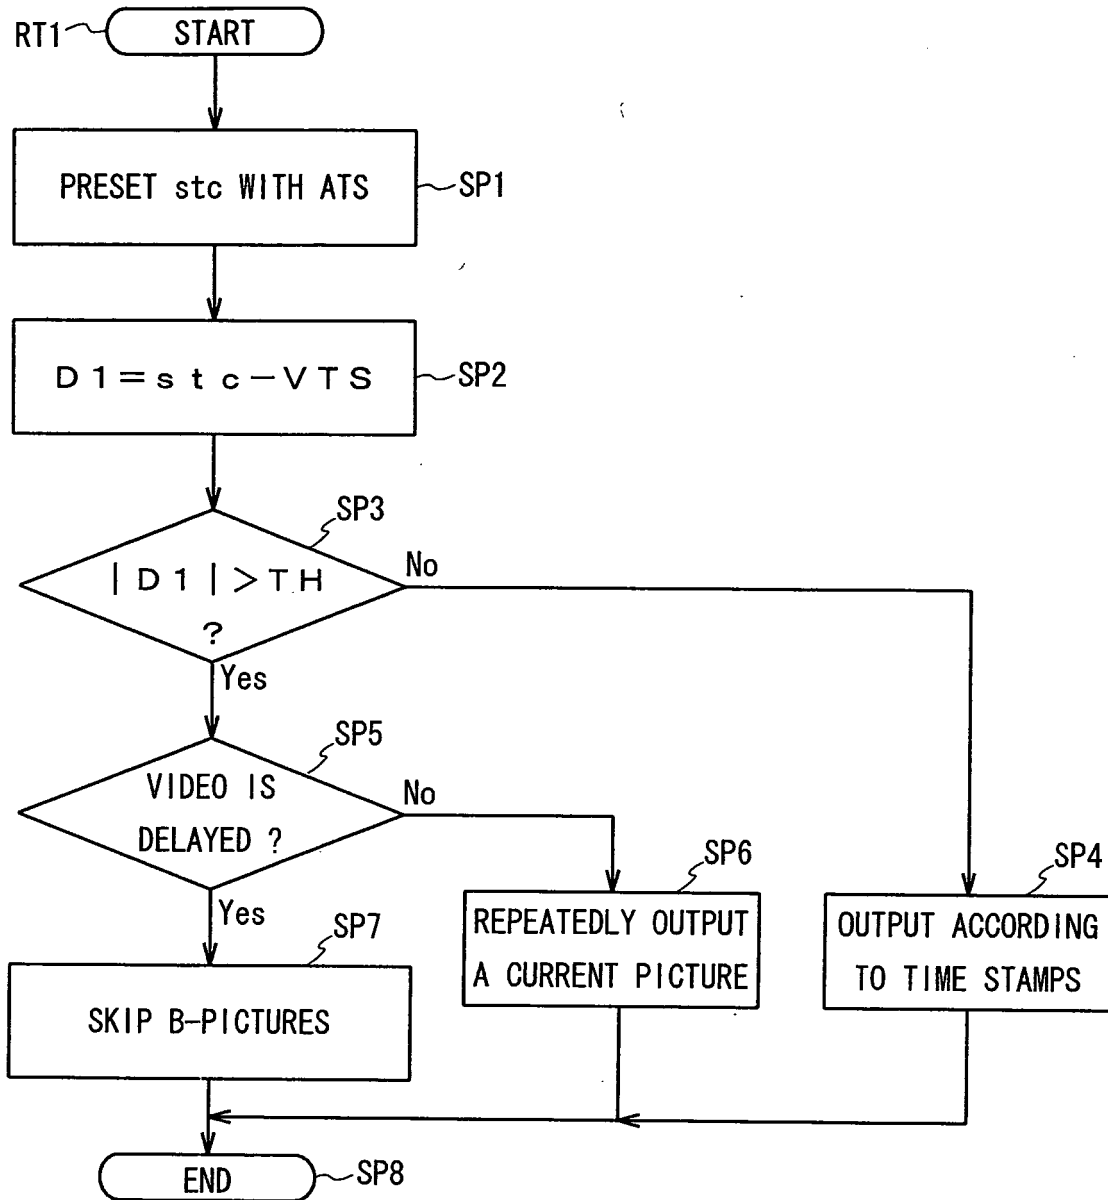 RT1
START
PRESET stc WITH ATS
SP1
D1=stc-VTS
SP2
SP3
|D1|>TH
?
No
Yes
SP5
VIDEO IS
DELAYED ?
No
Yes
SP6
REPEATEDLY OUTPUT
A CURRENT PICTURE
SP4
OUTPUT ACCORDING
TO TIME STAMPS
SP7
SKIP B-PICTURES
END
SP8